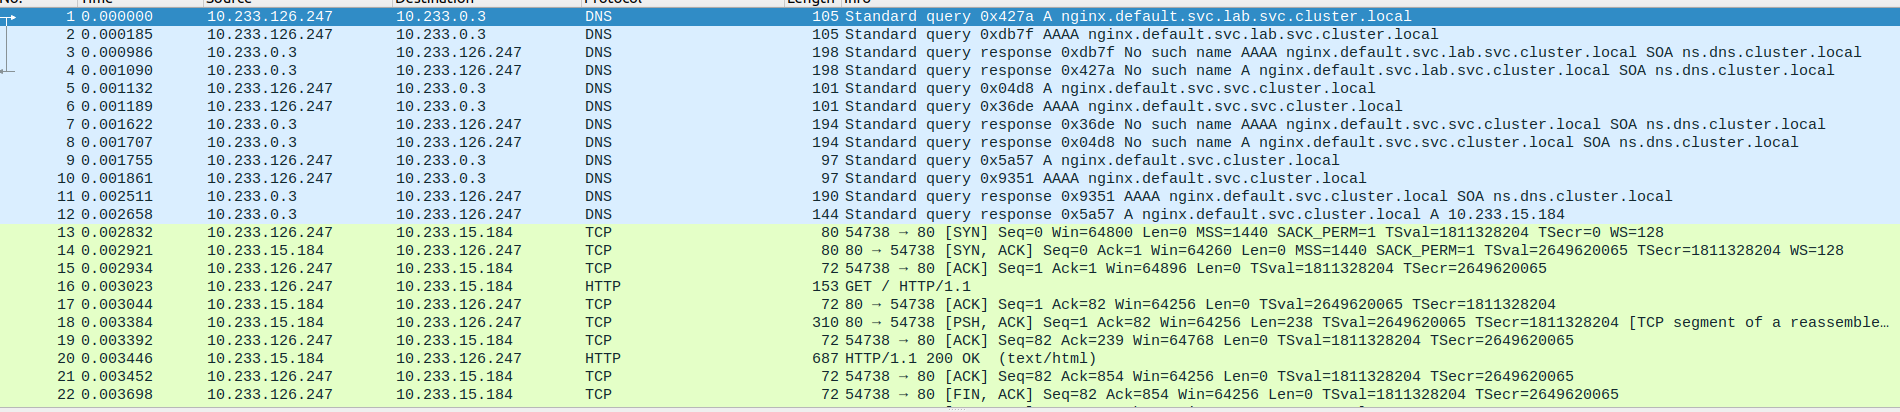 No. Time Source Destination Protocol Length Info
1 0.000000 10.233.126.247 10.233.0.3 DNS 105 Standard query 0x427a A nginx.default.svc.lab.svc.cluster.local
2 0.000185 10.233.126.247 10.233.0.3 DNS 105 Standard query 0xdb7f AAAA nginx.default.svc.lab.svc.cluster.local
3 0.000986 10.233.0.3 10.233.126.247 DNS 198 Standard query response 0xdb7f No such name AAAA nginx.default.svc.lab.svc.cluster.local SOA ns.dns.cluster.local
4 0.001090 10.233.0.3 10.233.126.247 DNS 198 Standard query response 0x427a No such name A nginx.default.svc.lab.svc.cluster.local SOA ns.dns.cluster.local
5 0.001132 10.233.126.247 10.233.0.3 DNS 101 Standard query 0x04d8 A nginx.default.svc.svc.cluster.local
6 0.001189 10.233.126.247 10.233.0.3 DNS 101 Standard query 0x36de AAAA nginx.default.svc.svc.cluster.local
7 0.001622 10.233.0.3 10.233.126.247 DNS 194 Standard query response 0x36de No such name AAAA nginx.default.svc.svc.cluster.local SOA ns.dns.cluster.local
8 0.001707 10.233.0.3 10.233.126.247 DNS 194 Standard query response 0x04d8 No such name A nginx.default.svc.svc.cluster.local SOA ns.dns.cluster.local
9 0.001755 10.233.126.247 10.233.0.3 DNS 97 Standard query 0x5a57 A nginx.default.svc.cluster.local
10 0.001861 10.233.126.247 10.233.0.3 DNS 97 Standard query 0x9351 AAAA nginx.default.svc.cluster.local
11 0.002511 10.233.0.3 10.233.126.247 DNS 190 Standard query response 0x9351 AAAA nginx.default.svc.cluster.local SOA ns.dns.cluster.local
12 0.002658 10.233.0.3 10.233.126.247 DNS 144 Standard query response 0x5a57 A nginx.default.svc.cluster.local A 10.233.15.184
13 0.002832 10.233.126.247 10.233.15.184 TCP 80 54738 → 80 [SYN] Seq=0 Win=64800 Len=0 MSS=1440 SACK_PERM=1 TSval=1811328204 TSecr=0 WS=128
14 0.002921 10.233.15.184 10.233.126.247 TCP 80 80 → 54738 [SYN, ACK] Seq=0 Ack=1 Win=64260 Len=0 MSS=1440 SACK_PERM=1 TSval=2649620065 TSecr=1811328204 WS=128
15 0.002934 10.233.126.247 10.233.15.184 TCP 72 54738 → 80 [ACK] Seq=1 Ack=1 Win=64896 Len=0 TSval=1811328204 TSecr=2649620065
16 0.003023 10.233.126.247 10.233.15.184 HTTP 153 GET / HTTP/1.1
17 0.003044 10.233.15.184 10.233.126.247 TCP 72 80 → 54738 [ACK] Seq=1 Ack=82 Win=64256 Len=0 TSval=2649620065 TSecr=1811328204
18 0.003384 10.233.15.184 10.233.126.247 TCP 310 80 → 54738 [PSH, ACK] Seq=1 Ack=82 Win=64256 Len=238 TSval=2649620065 TSecr=1811328204 [TCP segment of a reassemble…
19 0.003392 10.233.126.247 10.233.15.184 TCP 72 54738 → 80 [ACK] Seq=82 Ack=239 Win=64768 Len=0 TSval=1811328204 TSecr=2649620065
20 0.003446 10.233.15.184 10.233.126.247 HTTP 687 HTTP/1.1 200 OK (text/html)
21 0.003452 10.233.126.247 10.233.15.184 TCP 72 54738 → 80 [ACK] Seq=82 Ack=854 Win=64256 Len=0 TSval=1811328204 TSecr=2649620065
22 0.003698 10.233.126.247 10.233.15.184 TCP 72 54738 → 80 [FIN, ACK] Seq=82 Ack=854 Win=64256 Len=0 TSval=1811328204 TSecr=2649620065